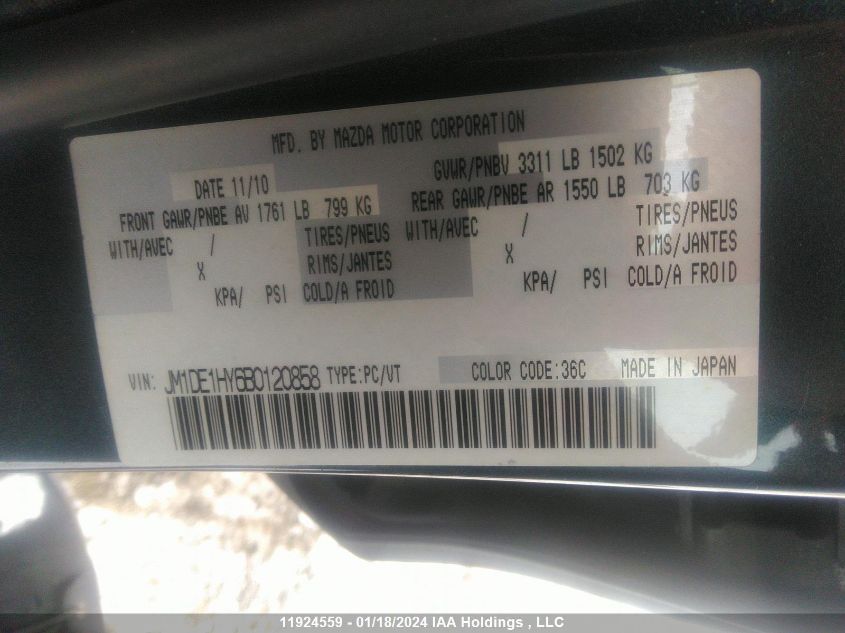 MFD. BY MAZDA MOTOR CORPORATION
DATE 11/10 GVWR/PNBV 3311 LB 1502 KG
FRONT GAWR/PNBE AV 1761 LB 799 KG REAR GAWR/PNBE AR 1550 LB 703 KG
WITH/AVEC / TIRES/PNEUS WITH/AVEC / TIRES/PNEUS
X RIMS/JANTES X RIMS/JANTES
KPA/ PSI COLD/A FROID KPA/ PSI COLD/A FROID
VIN: JM1DE1HY6B0120858 TYPE:PC/VT COLOR CODE:36C MADE IN JAPAN
11924559 - 01/18/2024 IAA Holdings , LLC